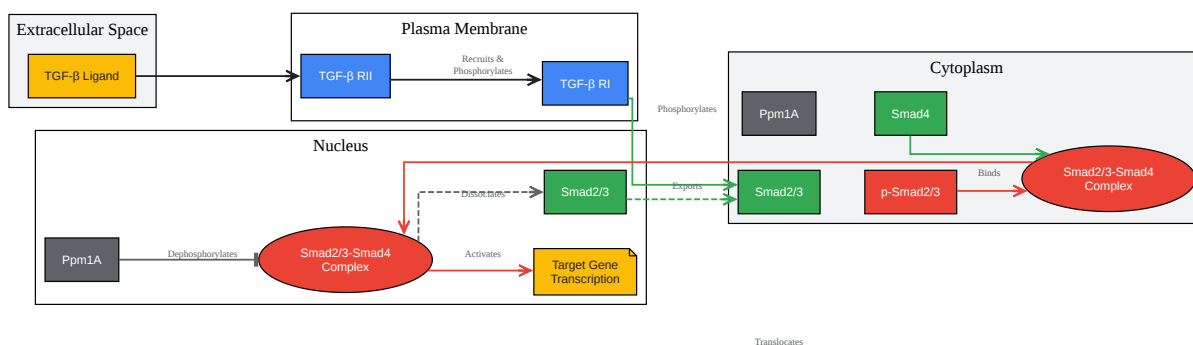 Extracellular Space
TGF-β Ligand
Plasma Membrane
TGF-β RII
Recruits &
Phosphorylates
TGF-β RI
Phosphorylates
Cytoplasm
Ppm1A
Smad4
Smad2/3
p-Smad2/3
Binds
Smad2/3-Smad4
Complex
Nucleus
Dissociates
Smad2/3
Exports
Ppm1A
Dephosphorylates
Smad2/3-Smad4
Complex
Activates
Target Gene
Transcription
Translocates